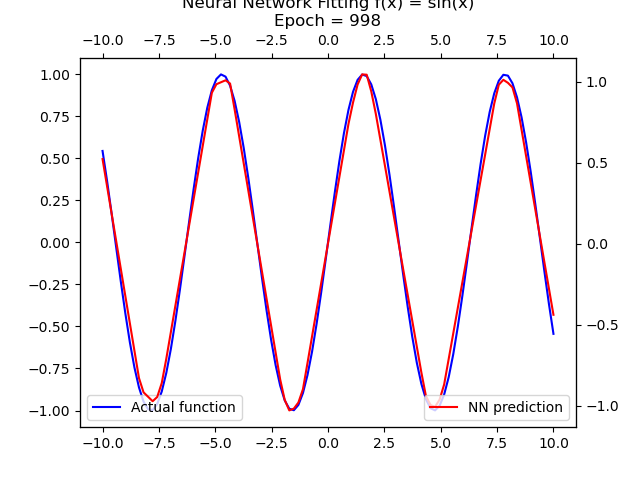 Neural Network Fitting f(x) = sin(x)
Epoch = 998
−10.0 −7.5 −5.0 −2.5 0.0 2.5 5.0 7.5 10.0
1.00
0.75
0.50
0.25
0.00
−0.25
−0.50
−0.75
−1.00
1.0
0.5
0.0
−0.5
−1.0
Actual function
NN prediction
−10.0 −7.5 −5.0 −2.5 0.0 2.5 5.0 7.5 10.0